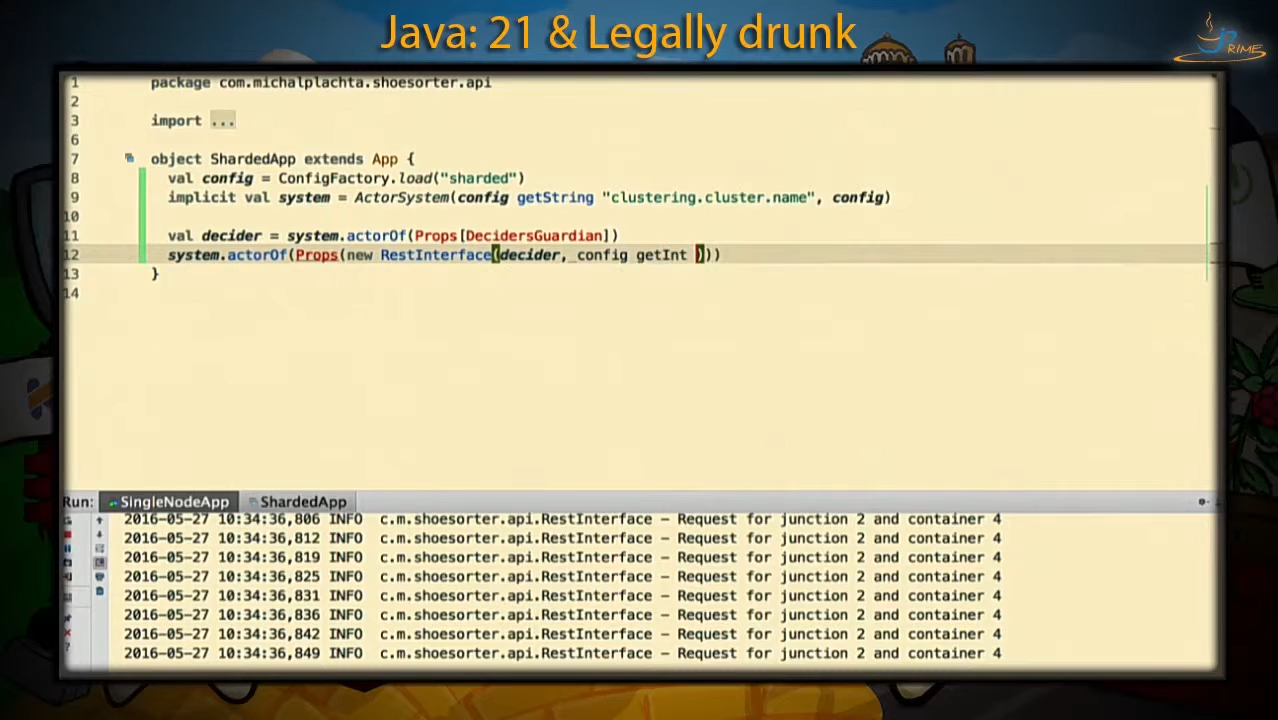 Java: 21 & Legally drunk
JPRIME
1 package com.michalplachta.shoesorter.api
2
3 import ...
6
7 object ShardedApp extends App {
8 val config = ConfigFactory.load("sharded")
9 implicit val system = ActorSystem(config getString "clustering.cluster.name", config)
10
11 val decider = system.actorOf(Props[DecidersGuardian])
12 system.actorOf(Props(new RestInterface(decider, config getInt )))
13 }
14
Run: SingleNodeApp ShardedApp
2016-05-27 10:34:36,806 INFO c.m.shoesorter.api.RestInterface – Request for junction 2 and container 4
2016-05-27 10:34:36,812 INFO c.m.shoesorter.api.RestInterface – Request for junction 2 and container 4
2016-05-27 10:34:36,819 INFO c.m.shoesorter.api.RestInterface – Request for junction 2 and container 4
2016-05-27 10:34:36,825 INFO c.m.shoesorter.api.RestInterface – Request for junction 2 and container 4
2016-05-27 10:34:36,831 INFO c.m.shoesorter.api.RestInterface – Request for junction 2 and container 4
2016-05-27 10:34:36,836 INFO c.m.shoesorter.api.RestInterface – Request for junction 2 and container 4
2016-05-27 10:34:36,842 INFO c.m.shoesorter.api.RestInterface – Request for junction 2 and container 4
2016-05-27 10:34:36,849 INFO c.m.shoesorter.api.RestInterface – Request for junction 2 and container 4